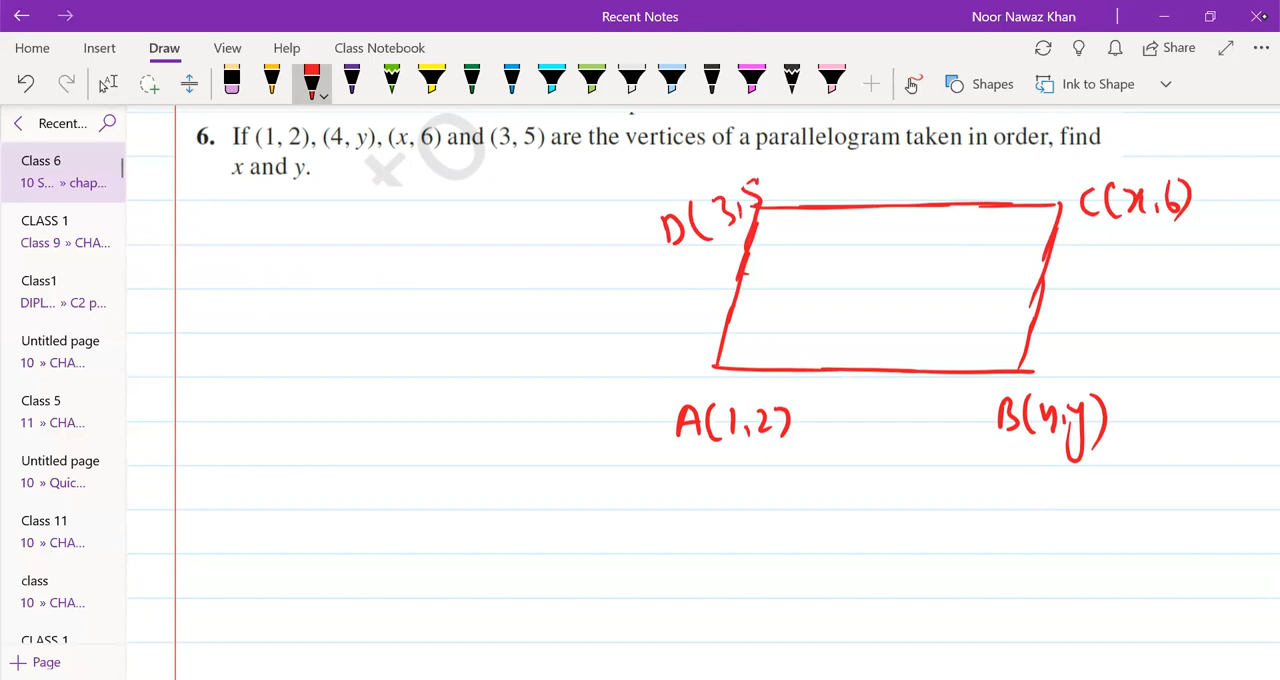 Recent Notes
Noor Nawaz Khan
Home Insert Draw View Help Class Notebook
Share
Shapes
Ink to Shape
Recent...
Class 6
10 S... » chap...
CLASS 1
Class 9 » CHA...
Class1
DIPL... » C2 p...
Untitled page
10 » CHA...
Class 5
11 » CHA...
Untitled page
10 » Quic...
Class 11
10 » CHA...
class
10 » CHA...
CLASS 1
+ Page
6. If (1, 2), (4, y), (x, 6) and (3, 5) are the vertices of a parallelogram taken in order, find
x and y.
D(3,5
C(x,6)
A(1,2)
B(4,y)